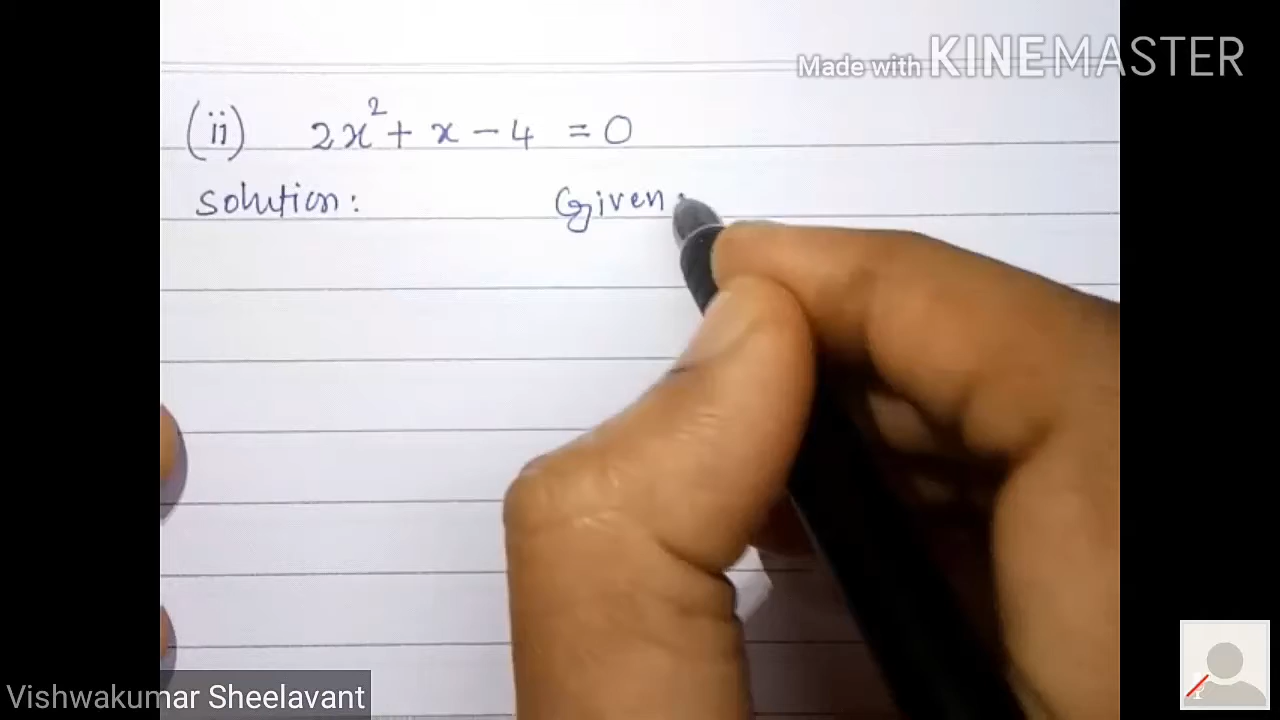 Made with KINEMASTER
(ii) 2x² + x - 4 = 0
Solution: Given
Vishwakumar Sheelavant